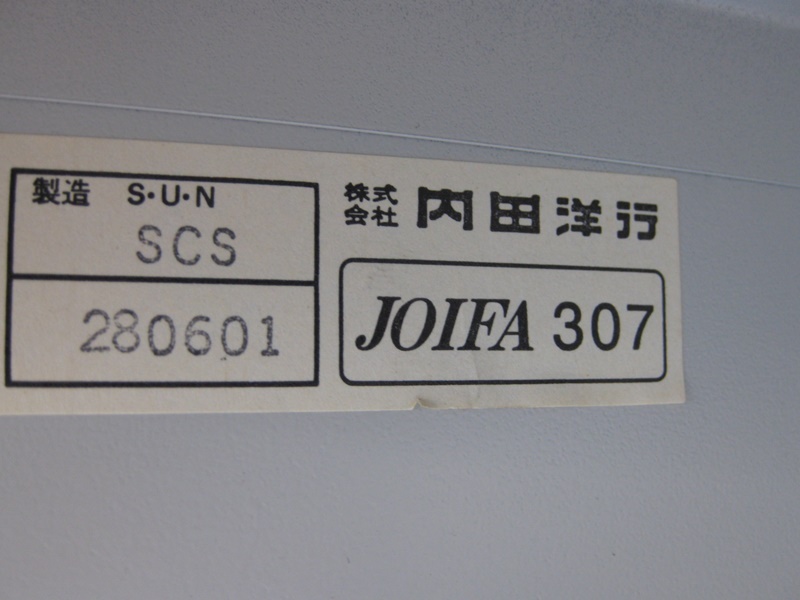 製造 S・U・N
SCS
280601
株式会社 内田洋行
JOIFA 307